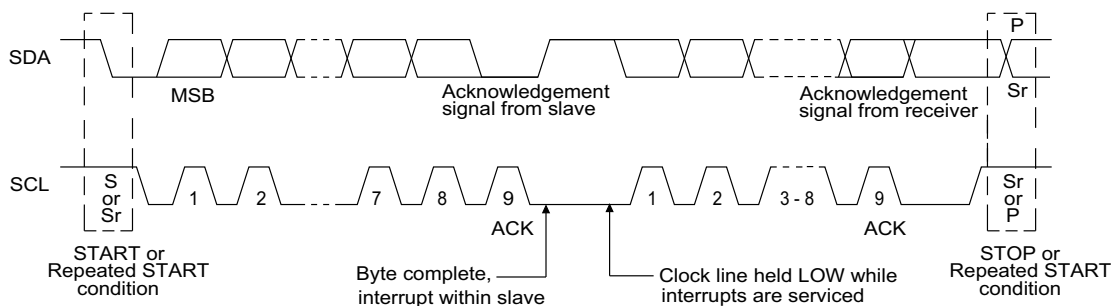 P
SDA
MSB
Acknowledgement
signal from slave
Acknowledgement
signal from receiver
Sr
SCL
S
or
Sr
1
2
7
8
9
1
2
3 - 8
9
Sr
or
P
ACK
ACK
START or
Repeated START
condition
Byte complete,
interrupt within slave
Clock line held LOW while
interrupts are serviced
STOP or
Repeated START
condition